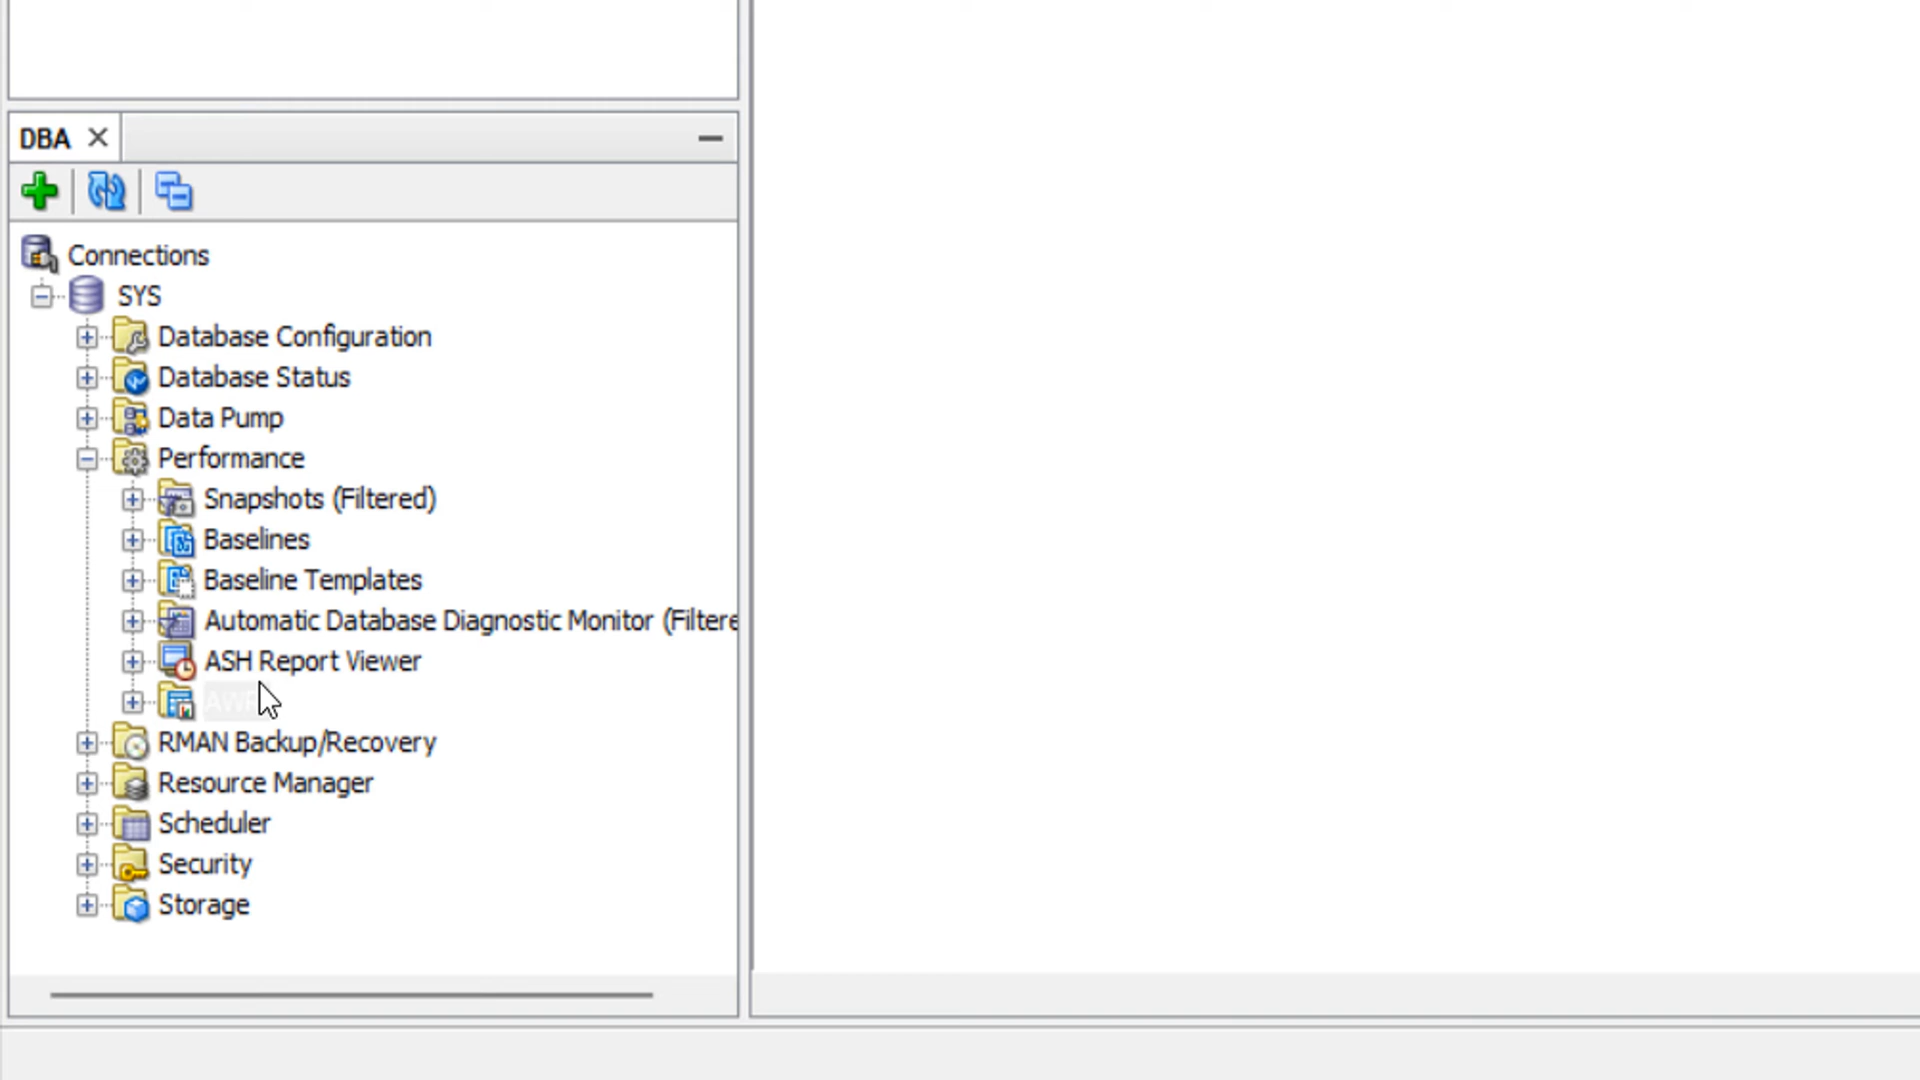 DBA
Connections
SYS
Database Configuration
Database Status
Data Pump
Performance
Snapshots (Filtered)
Baselines
Baseline Templates
Automatic Database Diagnostic Monitor (Filtere
ASH Report Viewer
AWR
RMAN Backup/Recovery
Resource Manager
Scheduler
Security
Storage